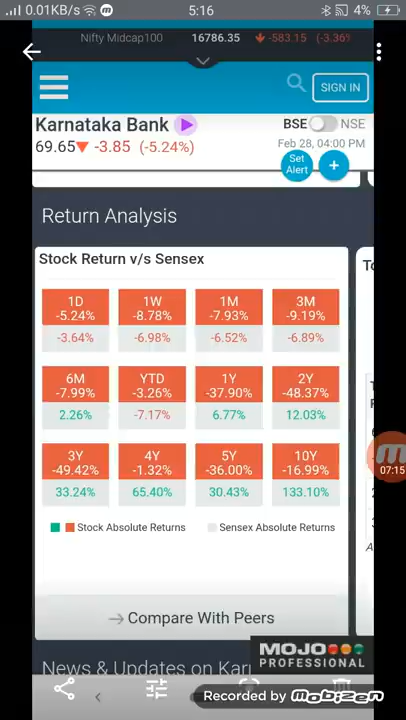 0.01KB/s 5:16 4%
Nifty Midcap100 16786.35 -583.15 (-3.36%
SIGN IN
Karnataka Bank BSE NSE
69.65 -3.85 (-5.24%) Feb 28, 04:00 PM
Set Alert +
Return Analysis
Stock Return v/s Sensex
1D 1W 1M 3M
-5.24% -8.78% -7.93% -9.19%
-3.64% -6.98% -6.52% -6.89%
6M YTD 1Y 2Y
-7.99% -3.26% -37.90% -48.37%
2.26% -7.17% 6.77% 12.03%
3Y 4Y 5Y 10Y
-49.42% -1.32% -36.00% -16.99%
33.24% 65.40% 30.43% 133.10%
07:15
Stock Absolute Returns Sensex Absolute Returns
Compare With Peers
MOJO
PROFESSIONAL
News & Updates on Kar
Recorded by Mobizen